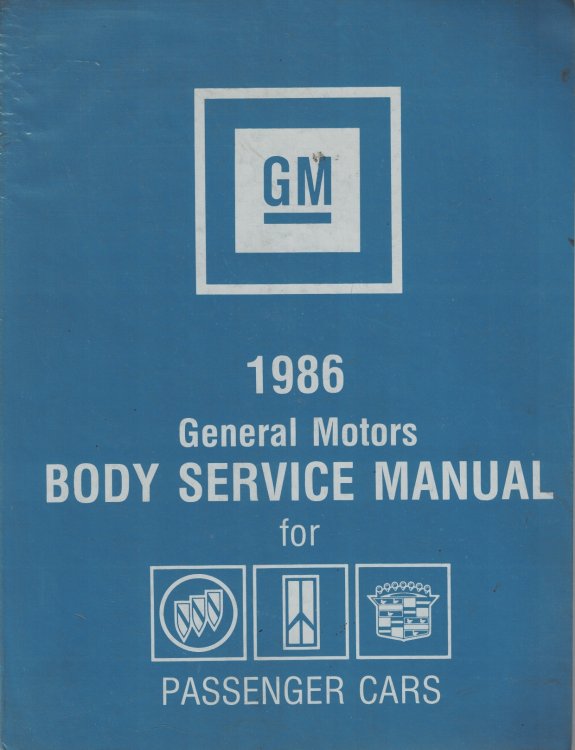 GM
1986
General Motors
BODY SERVICE MANUAL
for
PASSENGER CARS